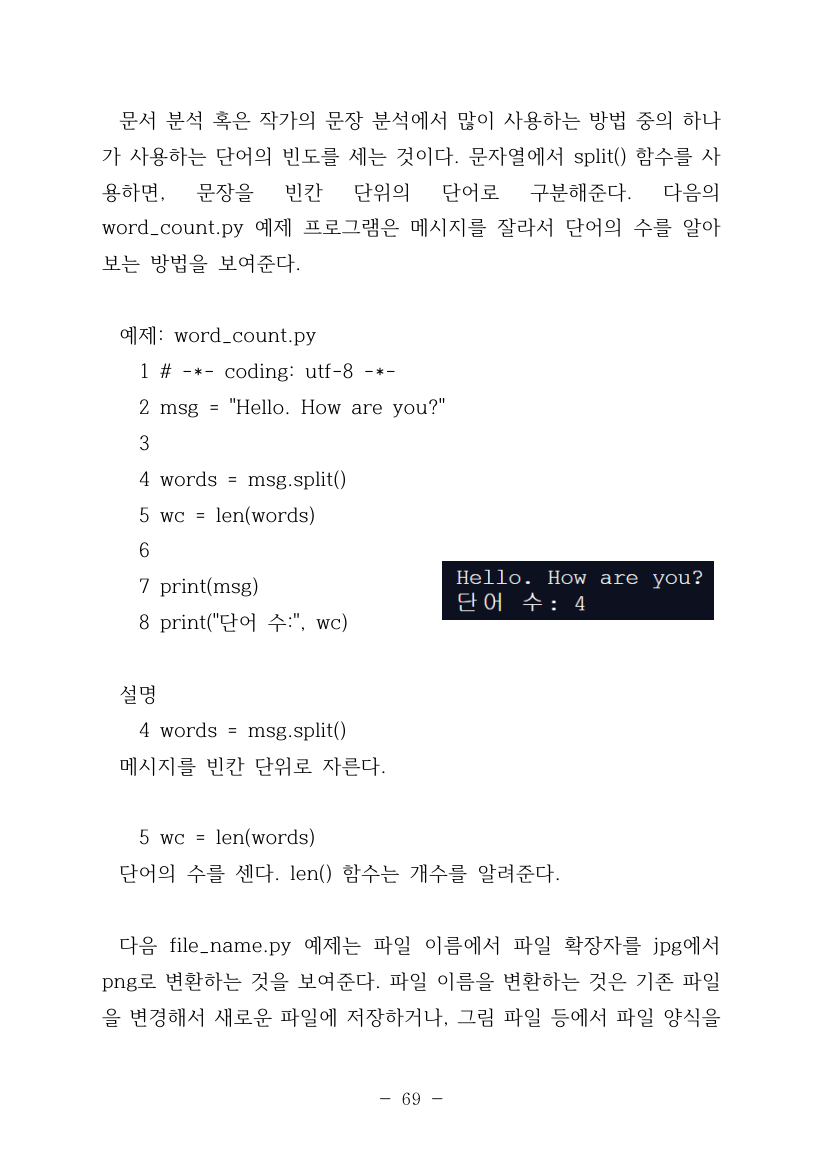 문서 분석 혹은 작가의 문장 분석에서 많이 사용하는 방법 중의 하나
가 사용하는 단어의 빈도를 세는 것이다. 문자열에서 split() 함수를 사
용하면, 문장을 빈칸 단위의 단어로 구분해준다. 다음의
word_count.py 예제 프로그램은 메시지를 잘라서 단어의 수를 알아
보는 방법을 보여준다.
예제: word_count.py
1 # -*- coding: utf-8 -*-
2 msg = "Hello. How are you?"
3
4 words = msg.split()
5 wc = len(words)
6
7 print(msg)
8 print("단어 수:", wc)
Hello. How are you?
단어 수: 4
설명
4 words = msg.split()
메시지를 빈칸 단위로 자른다.
5 wc = len(words)
단어의 수를 센다. len() 함수는 개수를 알려준다.
다음 file_name.py 예제는 파일 이름에서 파일 확장자를 jpg에서
png로 변환하는 것을 보여준다. 파일 이름을 변환하는 것은 기존 파일
을 변경해서 새로운 파일에 저장하거나, 그림 파일 등에서 파일 양식을
- 69 -